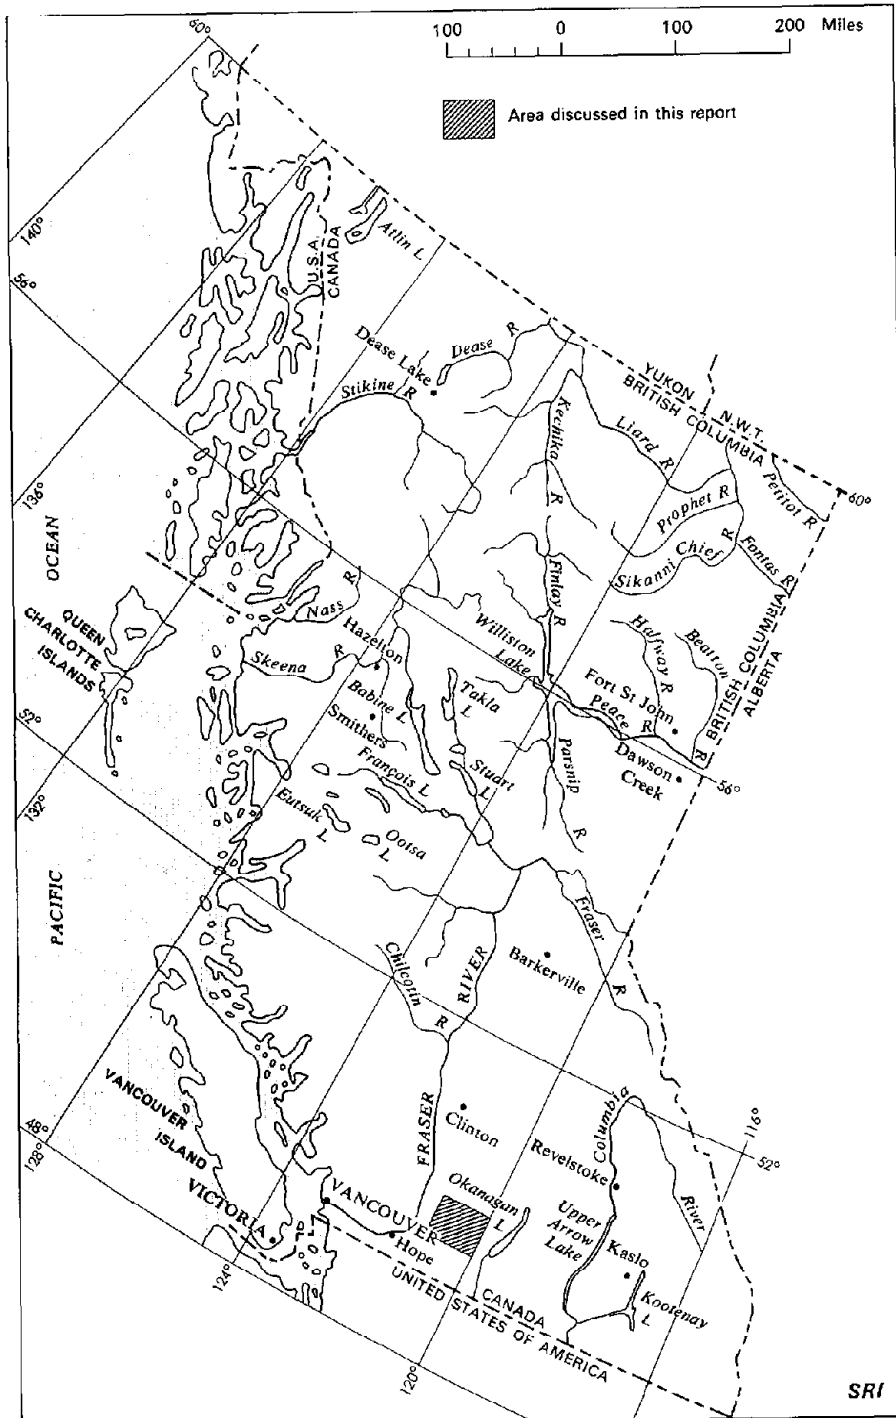 100 0 100 200 Miles
Area discussed in this report
60°
140°
56°
136°
52°
132°
48°
128°
124°
120°
116°
52°
56°
60°
U.S.A.
CANADA
Atlin L
Dease Lake
Dease R
Stikine R
YUKON N.W.T.
BRITISH COLUMBIA
Kechika R
Liard R
Prophet R
Petitot R
Sikanni Chief R
Fontas R
Finlay R
Williston Lake
Halfway R
Beatton R
Fort St John
Peace R
Dawson Creek
BRITISH COLUMBIA
ALBERTA
OCEAN
PACIFIC
QUEEN
CHARLOTTE
ISLANDS
Nass R
Hazelton
Skeena R
Babine L
Smithers
Takla L
Stuart L
François L
Eutsuk L
Ootsa L
Parsnip R
Fraser R
Barkerville
Chilcotin R
FRASER RIVER
VANCOUVER
ISLAND
VICTORIA
VANCOUVER
Hope
Clinton
Revelstoke
Columbia River
Okanagan L
Upper
Arrow
Lake
Kaslo
Kootenay L
CANADA
UNITED STATES OF AMERICA
SRI